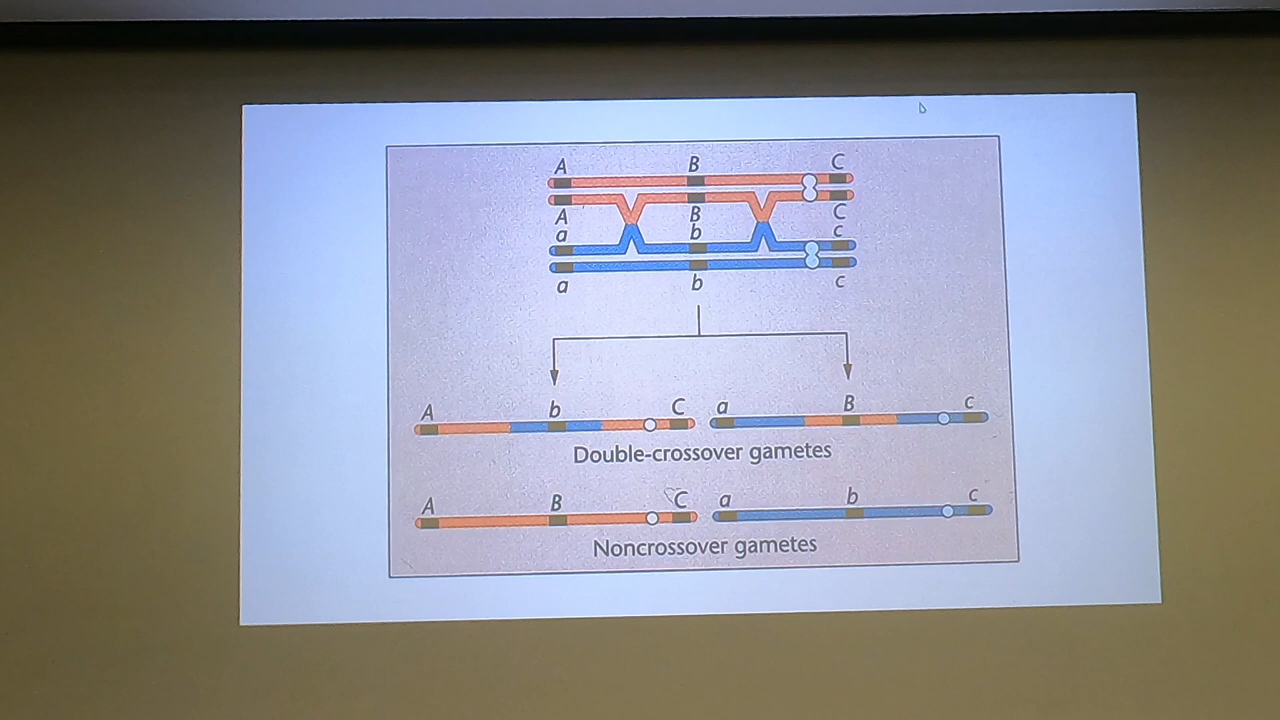 A B C
A B C
a b c
a b c
A b C a B c
Double-crossover gametes
A B C a b c
Noncrossover gametes